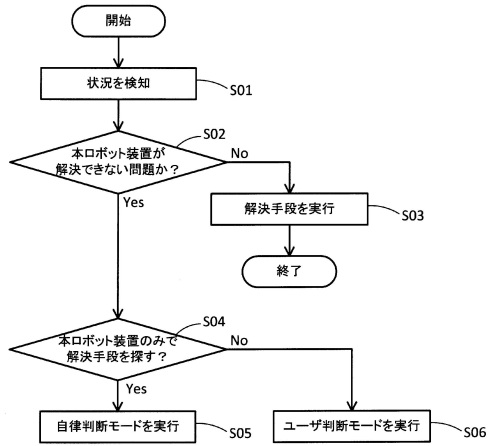 開始
状況を検知
S01
S02
本ロボット装置が
解決できない問題か？
No
Yes
解決手段を実行
S03
終了
S04
本ロボット装置のみで
解決手段を探す？
No
Yes
自律判断モードを実行
S05
ユーザ判断モードを実行
S06